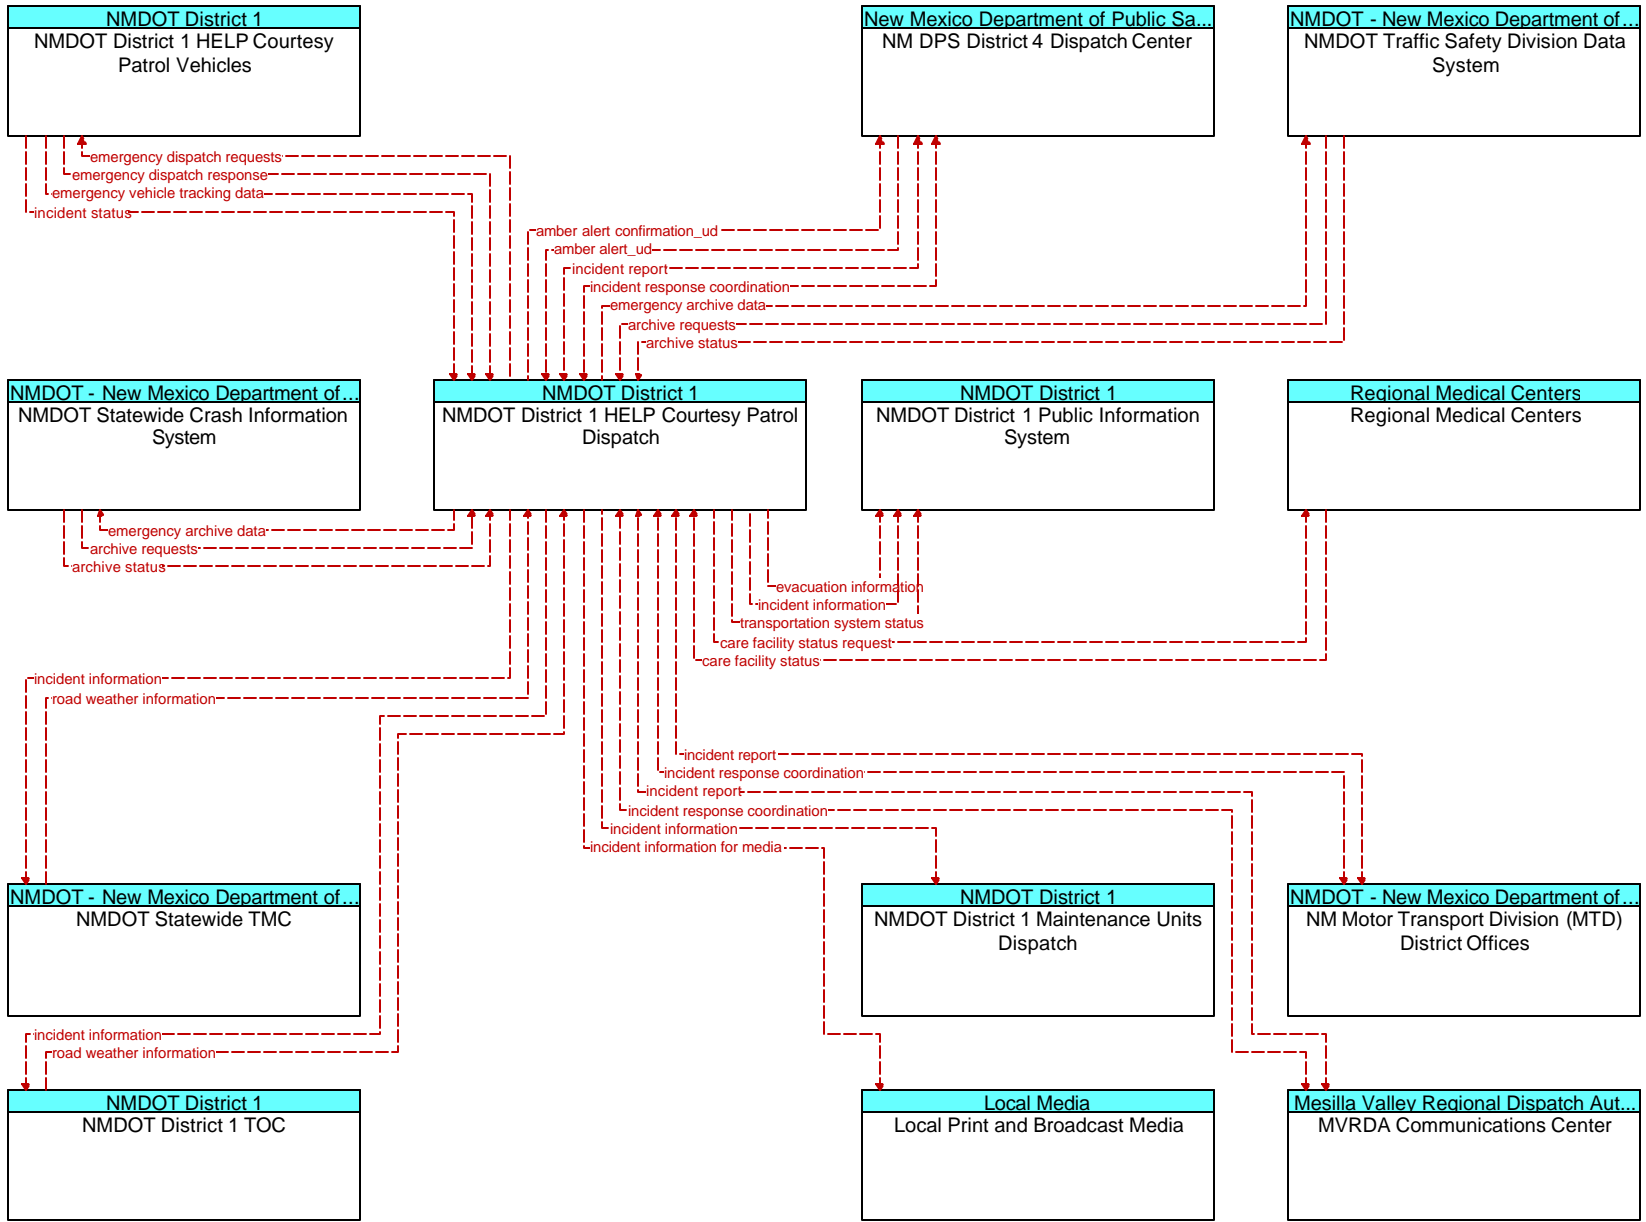 NMDOT District 1
NMDOT District 1 HELP Courtesy
Patrol Vehicles
New Mexico Department of Public Sa...
NM DPS District 4 Dispatch Center
NMDOT - New Mexico Department of...
NMDOT Traffic Safety Division Data
System
emergency dispatch requests
emergency dispatch response
emergency vehicle tracking data
incident status
amber alert confirmation_ud
amber alert_ud
incident report
incident response coordination
emergency archive data
archive requests
archive status
NMDOT - New Mexico Department of...
NMDOT Statewide Crash Information
System
NMDOT District 1
NMDOT District 1 HELP Courtesy Patrol
Dispatch
NMDOT District 1
NMDOT District 1 Public Information
System
Regional Medical Centers
Regional Medical Centers
emergency archive data
archive requests
archive status
evacuation information
incident information
transportation system status
care facility status request
care facility status
incident information
road weather information
incident report
incident response coordination
incident report
incident response coordination
incident information
incident information for media
NMDOT - New Mexico Department of...
NMDOT Statewide TMC
NMDOT District 1
NMDOT District 1 Maintenance Units
Dispatch
NMDOT - New Mexico Department of...
NM Motor Transport Division (MTD)
District Offices
incident information
road weather information
NMDOT District 1
NMDOT District 1 TOC
Local Media
Local Print and Broadcast Media
Mesilla Valley Regional Dispatch Aut...
MVRDA Communications Center